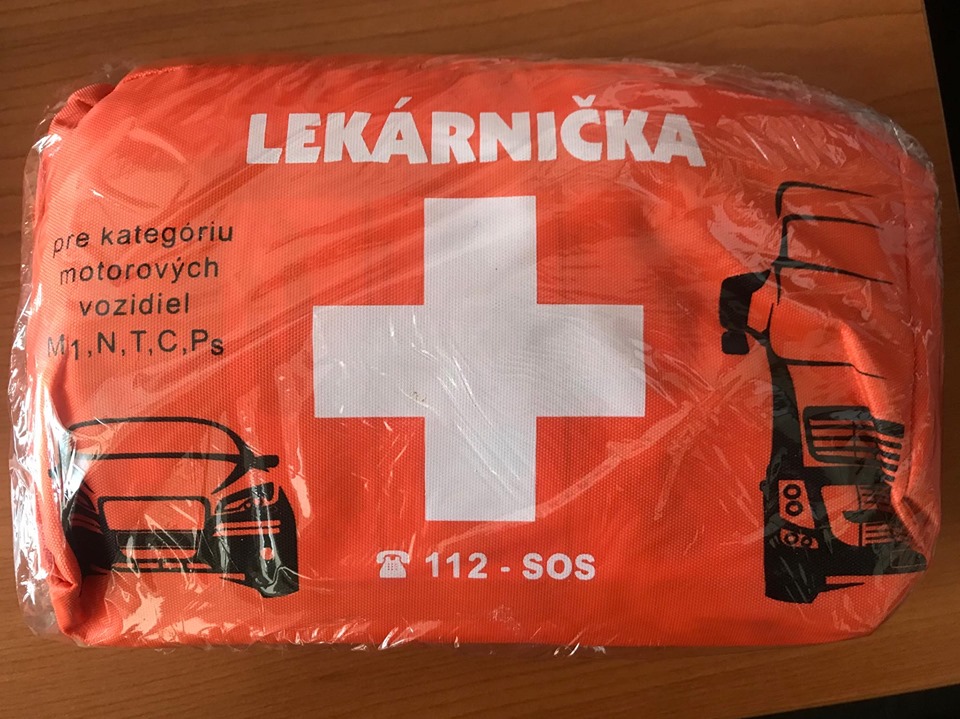 LEKÁRNIČKA
pre kategóriu
motorových
vozidiel
M1,N,T,C,Ps
112 - SOS